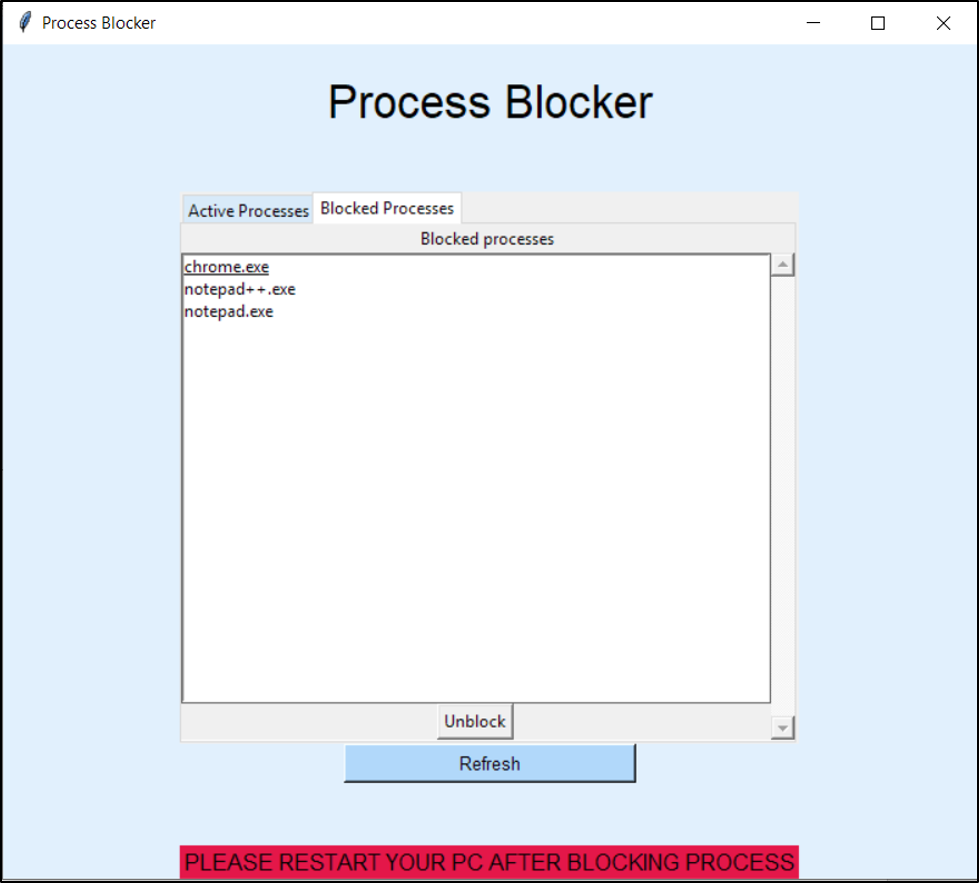 Process Blocker
Process Blocker
Active Processes Blocked Processes
Blocked processes
chrome.exe
notepad++.exe
notepad.exe
Unblock
Refresh
PLEASE RESTART YOUR PC AFTER BLOCKING PROCESS